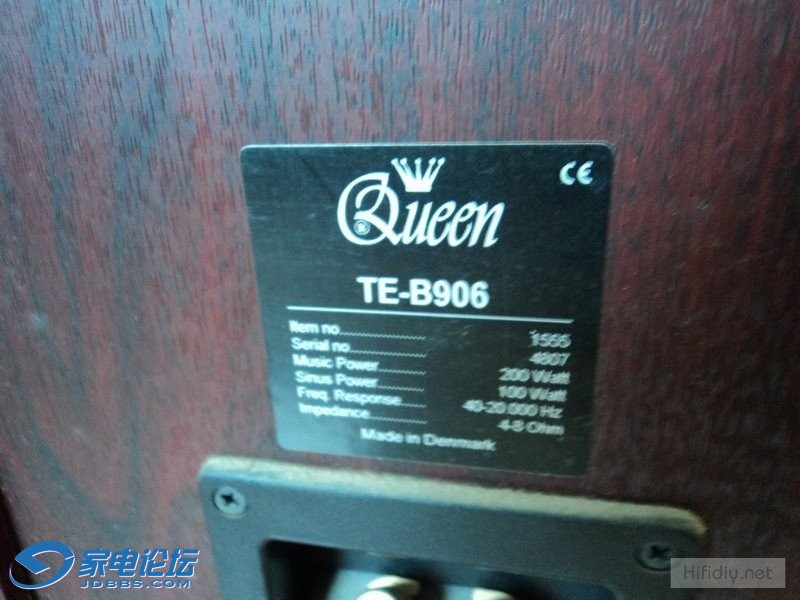 Queen
CE
TE-B906
Item no. 1555
Serial no. 4807
Music Power 200 Watt
Sinus Power 100 Watt
Freq. Response 40-20 000 Hz
Impedance 4-8 Ohm
Made in Denmark
家电论坛
JDBBS.COM
Hifidiy.net